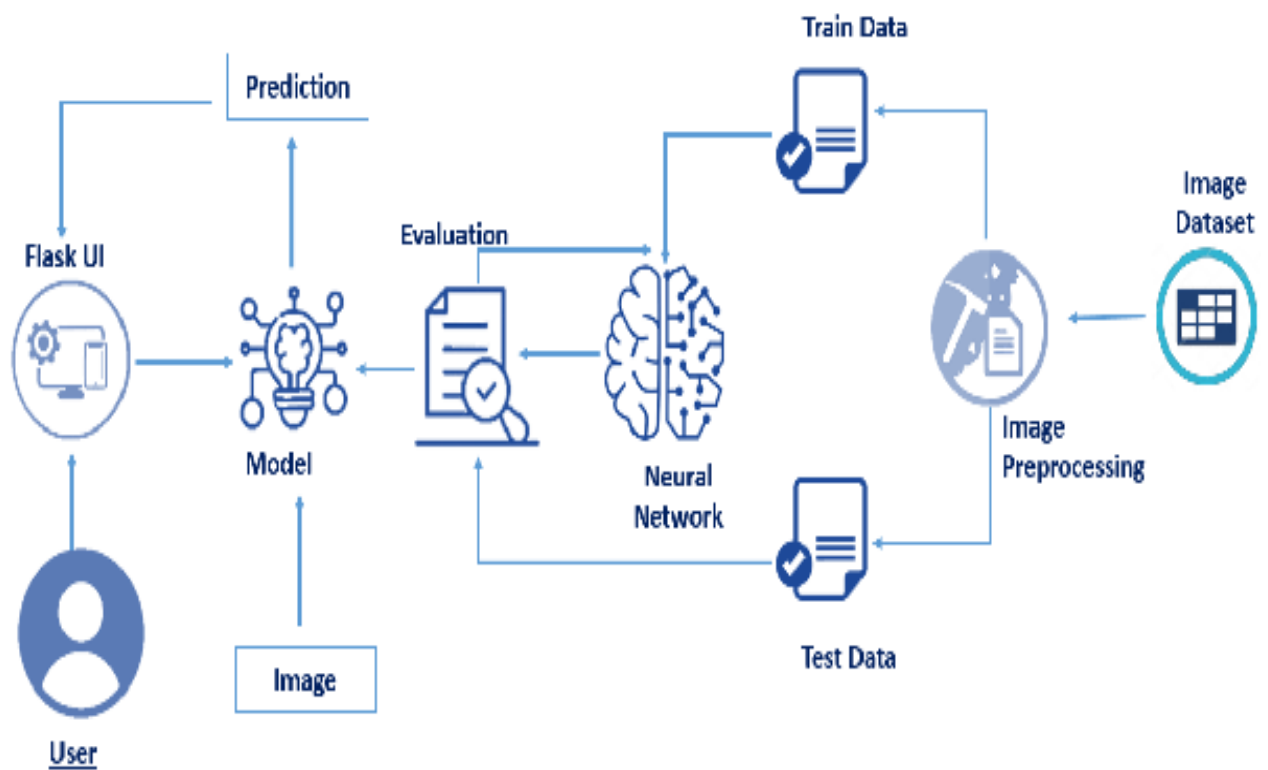 Train Data
Prediction
Image
Dataset
Evaluation
Flask UI
Image
Preprocessing
Model
Neural
Network
Test Data
Image
User